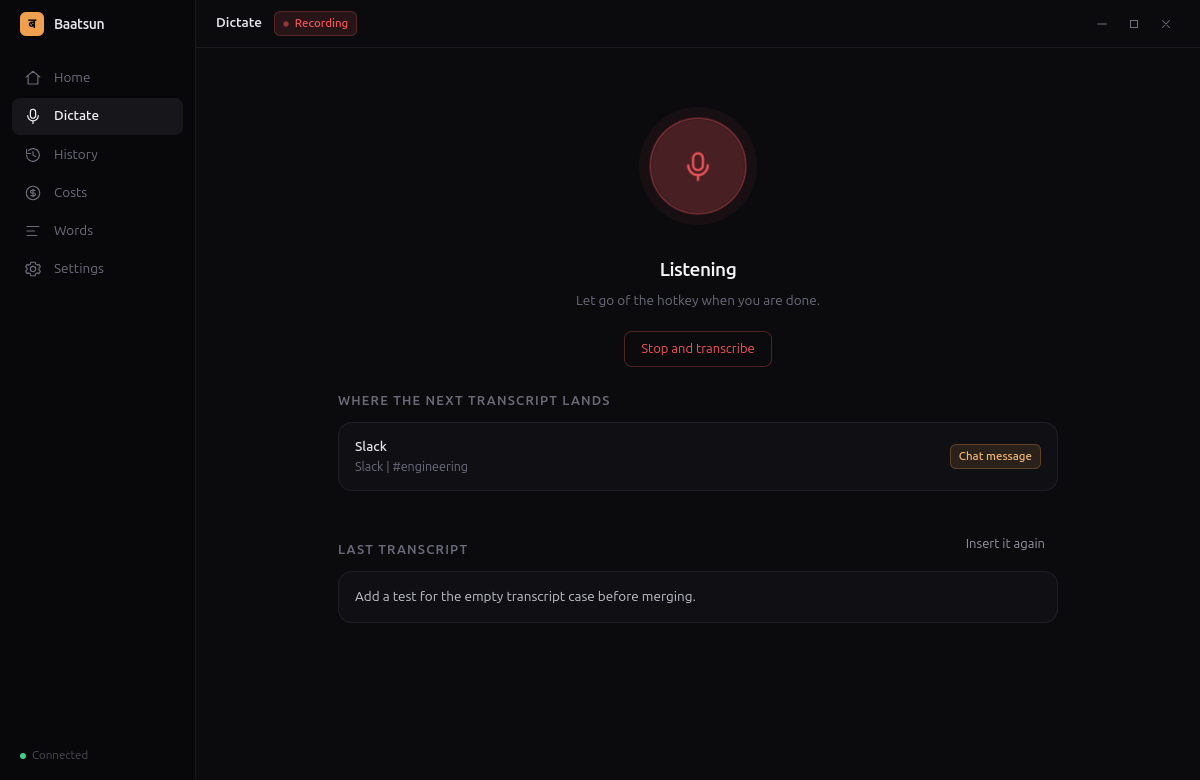 ब Baatsun
Home
Dictate
History
Costs
Words
Settings
Connected
Dictate
Recording
Listening
Let go of the hotkey when you are done.
Stop and transcribe
WHERE THE NEXT TRANSCRIPT LANDS
Slack
Slack | #engineering
Chat message
LAST TRANSCRIPT
Insert it again
Add a test for the empty transcript case before merging.